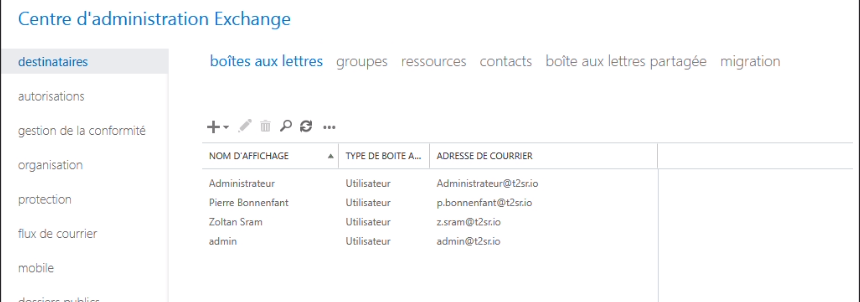 Centre d'administration Exchange
destinataires
autorisations
gestion de la conformité
organisation
protection
flux de courrier
mobile
dossiers publics
boîtes aux lettres groupes ressources contacts boîte aux lettres partagée migration
NOM D'AFFICHAGE TYPE DE BOITE A... ADRESSE DE COURRIER
Administrateur Utilisateur Administrateur@t2sr.io
Pierre Bonnenfant Utilisateur p.bonnenfant@t2sr.io
Zoltan Sram Utilisateur z.sram@t2sr.io
admin Utilisateur admin@t2sr.io